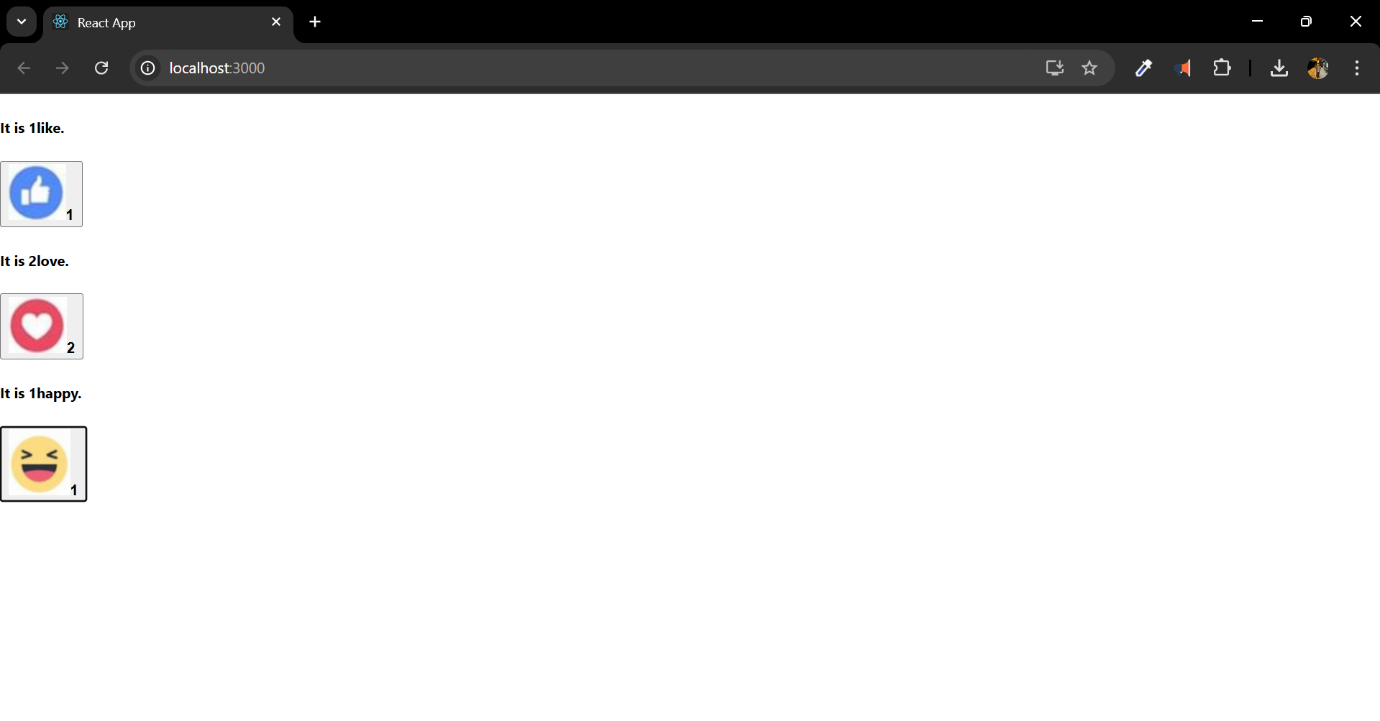 React App
localhost:3000
It is 1like.
1
It is 2love.
2
It is 1happy.
1